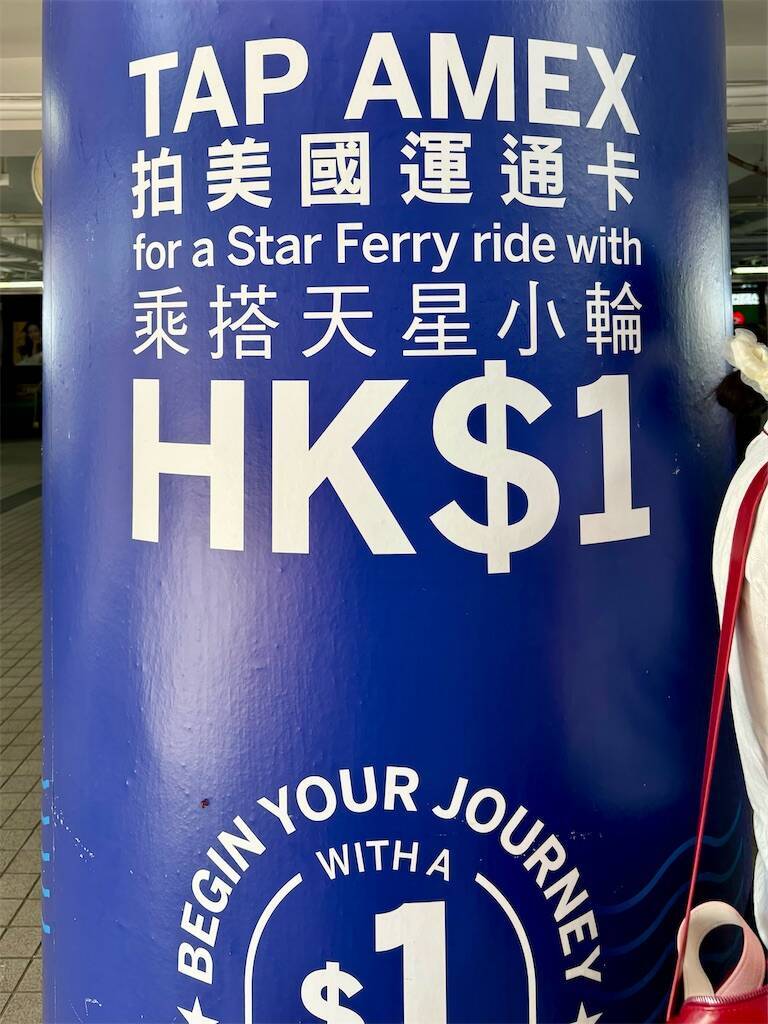 TAP AMEX
拍美國運通卡
for a Star Ferry ride with
乘搭天星小輪
HK$1
BEGIN YOUR JOURNEY
WITH A
$1